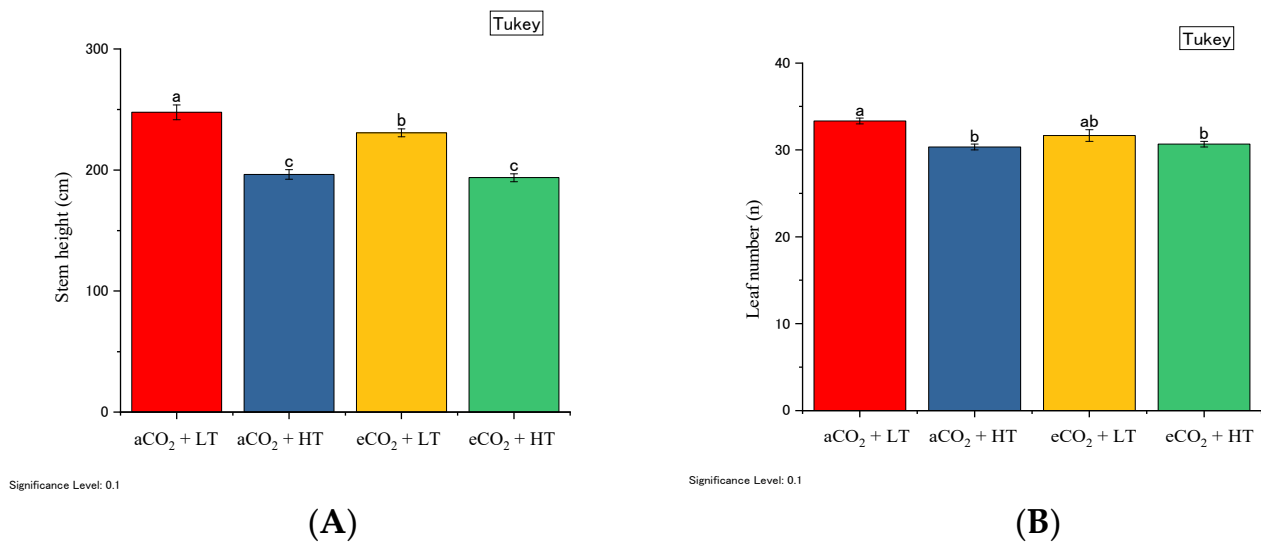 Tukey
300
200
100
0
Stem height (cm)
a
c
b
c
aCO₂ + LT
aCO₂ + HT
eCO₂ + LT
eCO₂ + HT
Significance Level: 0.1
(A)
Tukey
40
30
20
10
0
Leaf number (n)
a
b
ab
b
aCO₂ + LT
aCO₂ + HT
eCO₂ + LT
eCO₂ + HT
Significance Level: 0.1
(B)